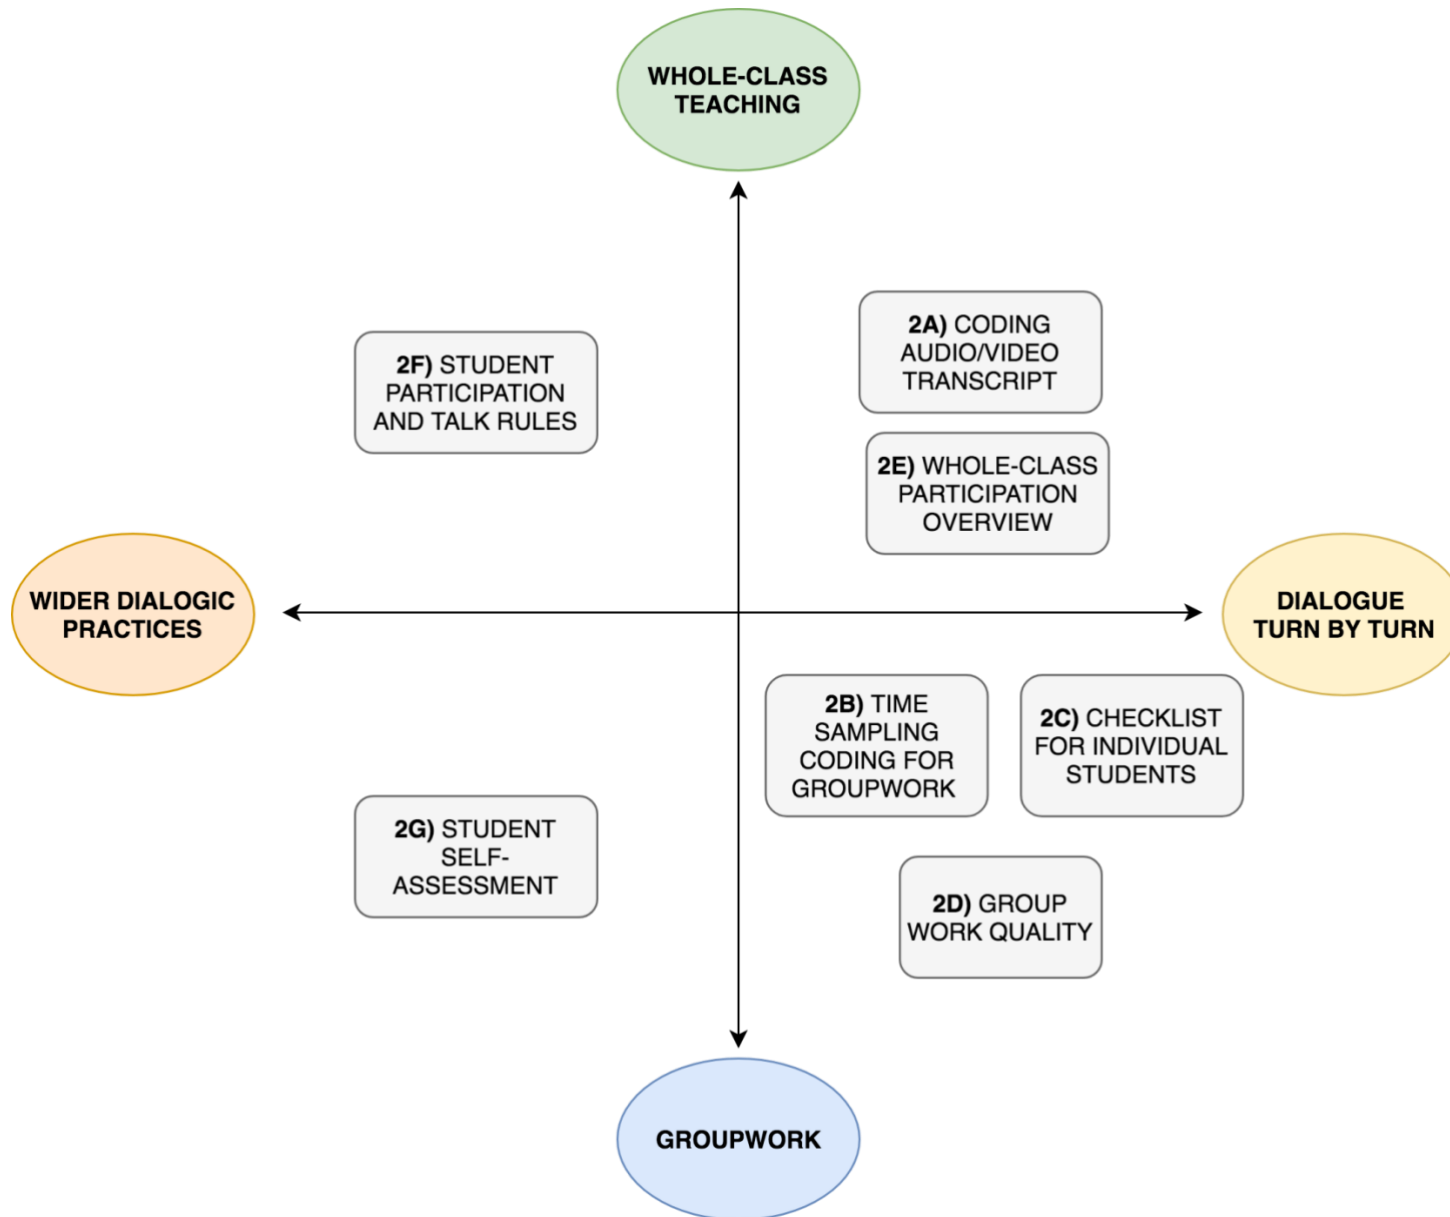 WHOLE-CLASS
TEACHING
2A) CODING
AUDIO/VIDEO
TRANSCRIPT
2F) STUDENT
PARTICIPATION
AND TALK RULES
2E) WHOLE-CLASS
PARTICIPATION
OVERVIEW
WIDER DIALOGIC
PRACTICES
DIALOGUE
TURN BY TURN
2B) TIME
SAMPLING
CODING FOR
GROUPWORK
2C) CHECKLIST
FOR INDIVIDUAL
STUDENTS
2G) STUDENT
SELF-
ASSESSMENT
2D) GROUP
WORK QUALITY
GROUPWORK